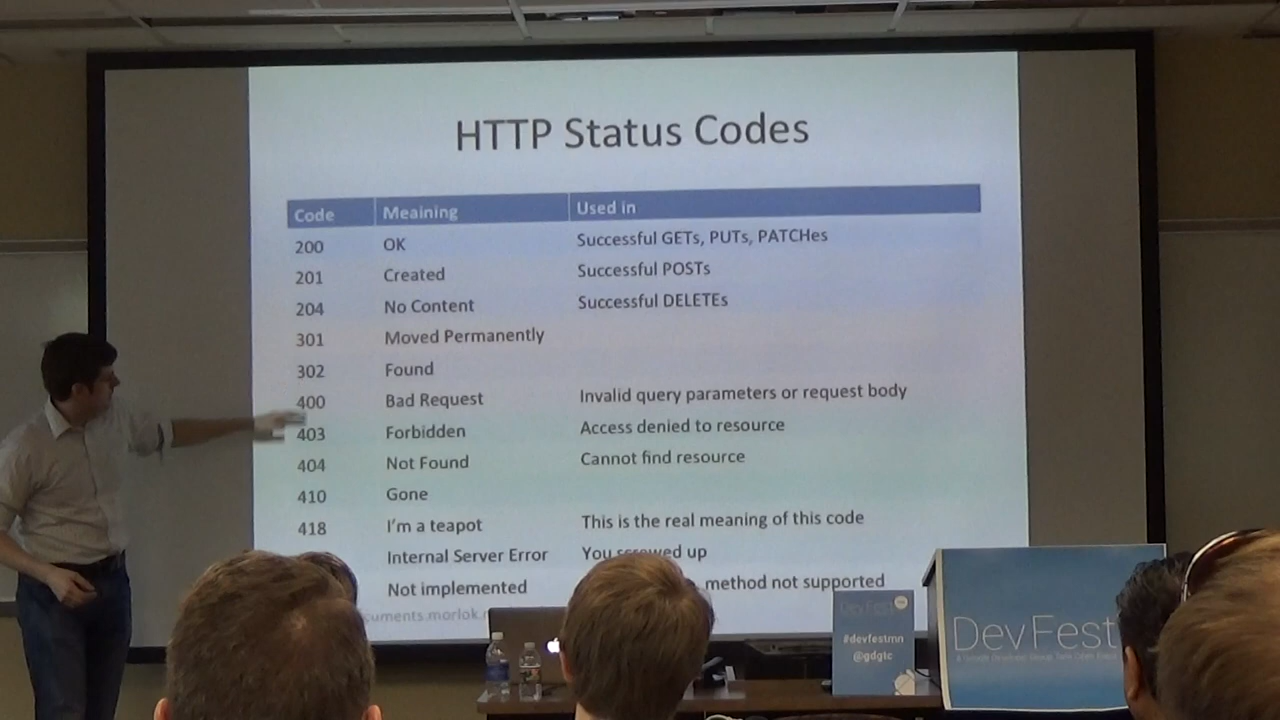 HTTP Status Codes
Code Meaining Used in
200 OK Successful GETs, PUTs, PATCHes
201 Created Successful POSTs
204 No Content Successful DELETEs
301 Moved Permanently
302 Found
400 Bad Request Invalid query parameters or request body
403 Forbidden Access denied to resource
404 Not Found Cannot find resource
410 Gone
418 I'm a teapot This is the real meaning of this code
Internal Server Error You screwed up
Not implemented method not supported
DevFest
#devfestmn
@gdgtc
DevFest